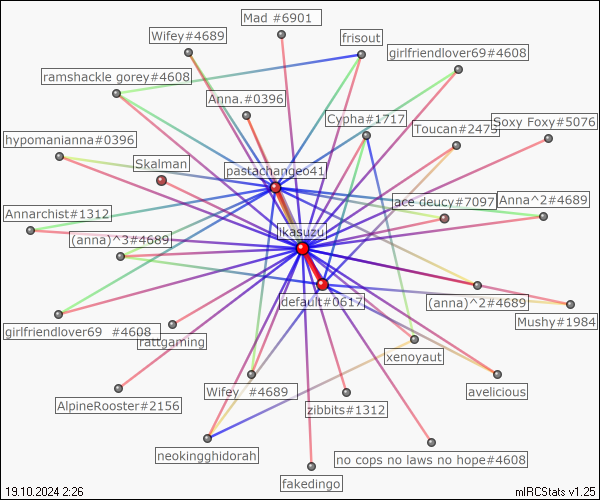 Mad #6901
Wifey#4689
frisout
girlfriendlover69#4608
ramshackle gorey#4608
Anna.#0396
Cypha#1717
Toucan#2475
Soxy Foxy#5076
hypomanianna#0396
Skalman
pastachangeo41
ace deucy#7097
Anna^2#4689
Annarchist#1312
(anna)^3#4689
ikasuzu
default#0617
(anna)^2#4689
Mushy#1984
girlfriendlover69 #4608
rattgaming
xenoyaut
AlpineRooster#2156
Wifey #4689
zibbits#1312
avelicious
neokingghidorah
no cops no laws no hope#4608
fakedingo
19.10.2024 2:26
mIRCStats v1.25